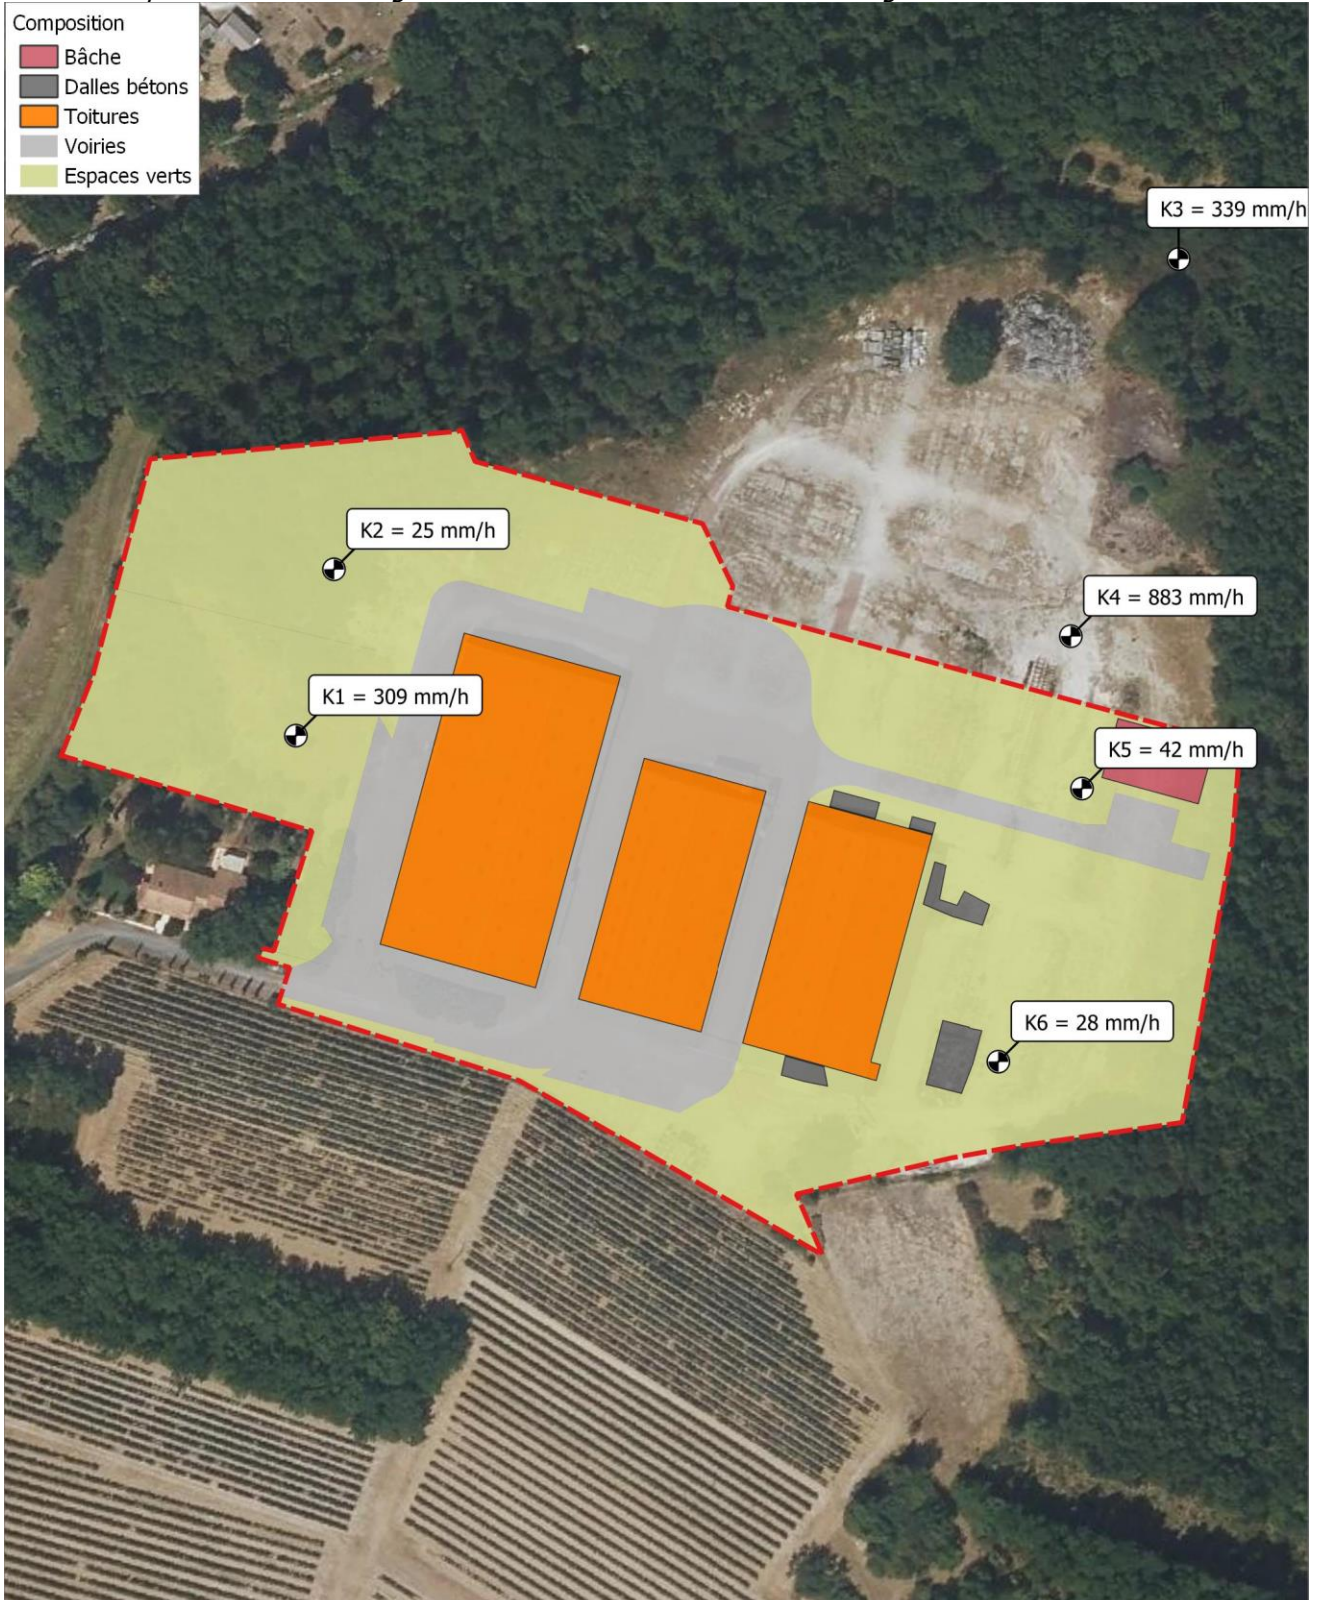 Composition
Bâche
Dalles bétons
Toitures
Voiries
Espaces verts
K3 = 339 mm/h
K2 = 25 mm/h
K4 = 883 mm/h
K1 = 309 mm/h
K5 = 42 mm/h
K6 = 28 mm/h